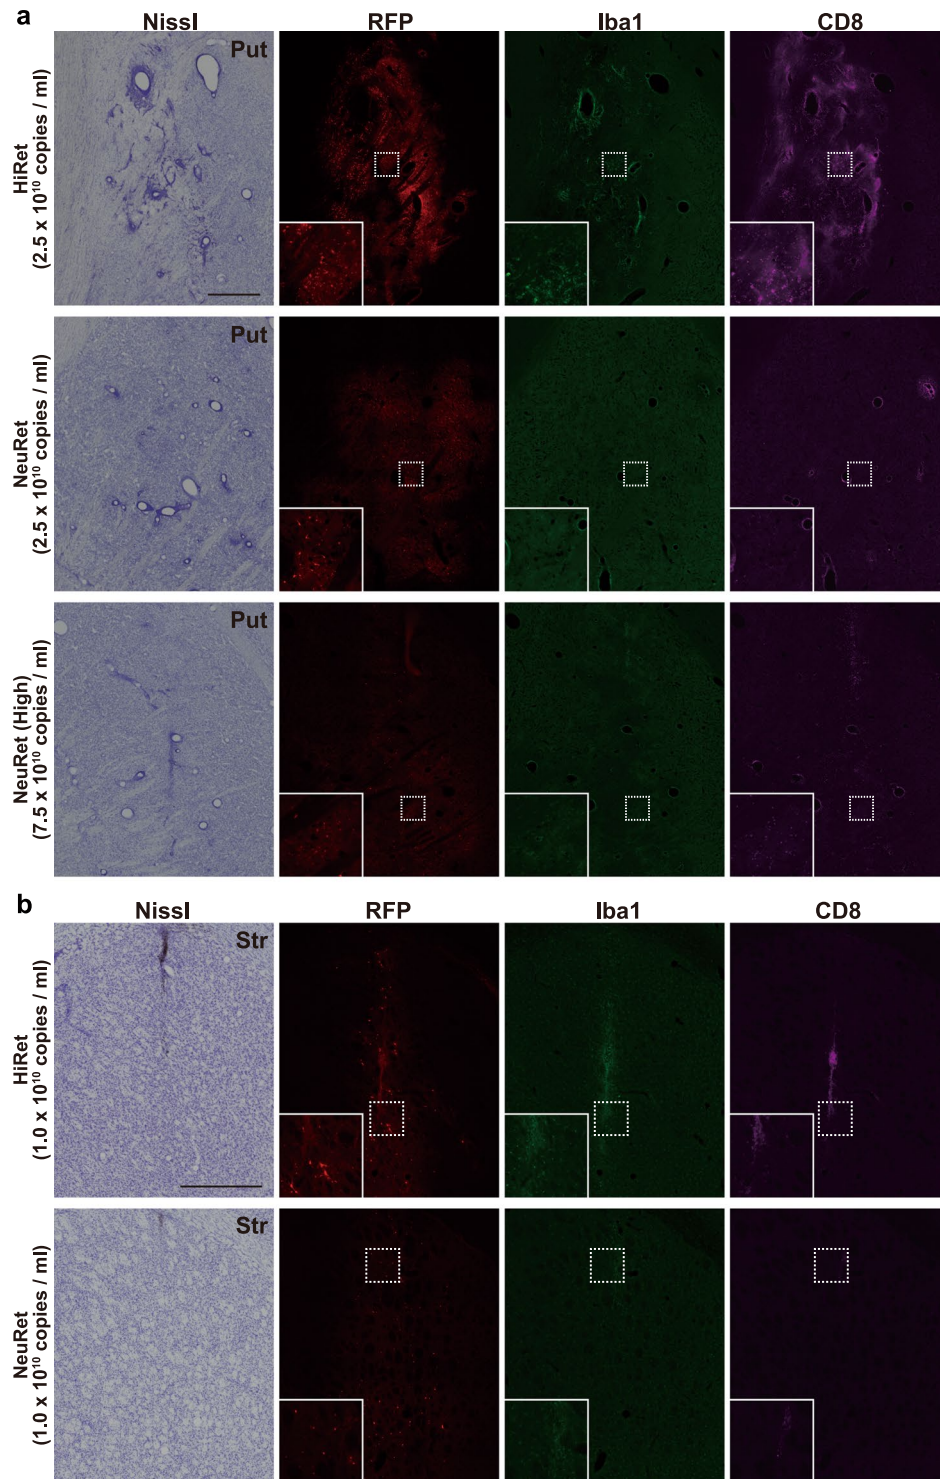 a
Nissl RFP Iba1 CD8
HiRet
(2.5 x 10¹⁰ copies / ml)
Put
NeuRet
(2.5 x 10¹⁰ copies / ml)
Put
NeuRet (High)
(7.5 x 10¹⁰ copies / ml)
Put
b
Nissl RFP Iba1 CD8
HiRet
(1.0 x 10¹⁰ copies / ml)
Str
NeuRet
(1.0 x 10¹⁰ copies / ml)
Str